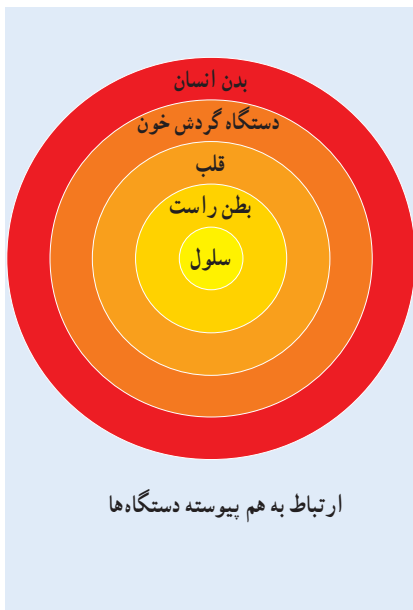 بدن انسان
دستگاه گردش خون
قلب
بطن راست
سلول
ارتباط به هم پیوسته دستگاه‌ها